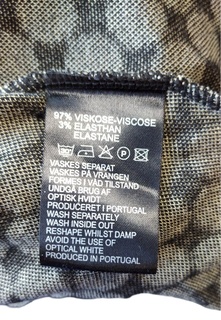 97% VISKOSE-VISCOSE
3% ELASTHAN
ELASTANE
VASKES SEPARAT
VASKES PÅ VRANGEN
FORMES I VÅD TILSTAND
UNDGÅ BRUG AF
OPTISK HVIDT
PRODUCERET I PORTUGAL
WASH SEPARATELY
WASH INSIDE OUT
RESHAPE WHILST DAMP
AVOID THE USE OF
OPTICAL WHITE
PRODUCED IN PORTUGAL